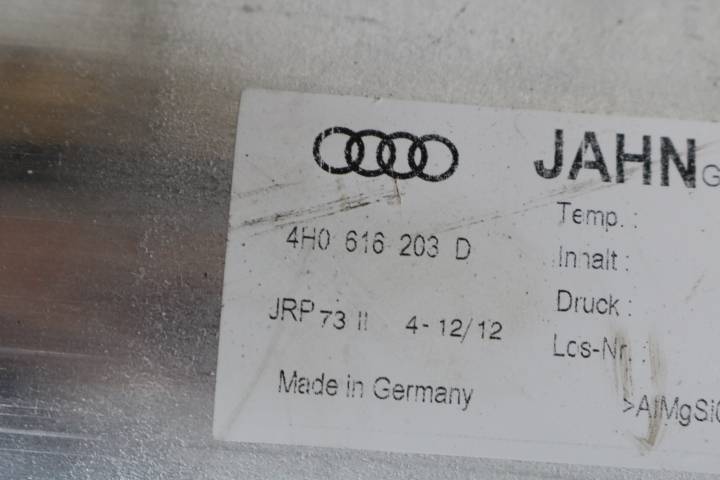 JAHN G
Temp. :
4H0 616 203 D
Inhalt :
Druck :
JRP 73 II 4-12/12
Los-Nr. :
Made in Germany
>AlMgSi